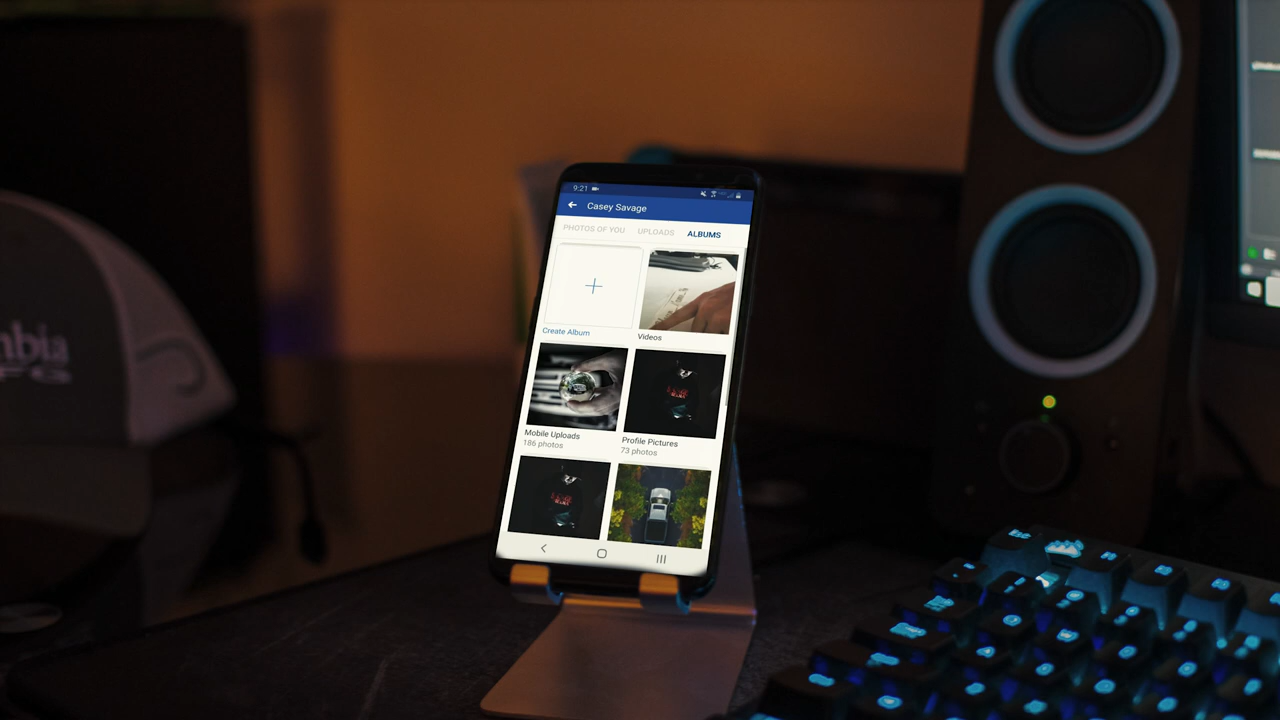 9:21
Casey Savage
PHOTOS OF YOU UPLOADS ALBUMS
Create Album
Videos
Mobile Uploads
186 photos
Profile Pictures
73 photos
nbia